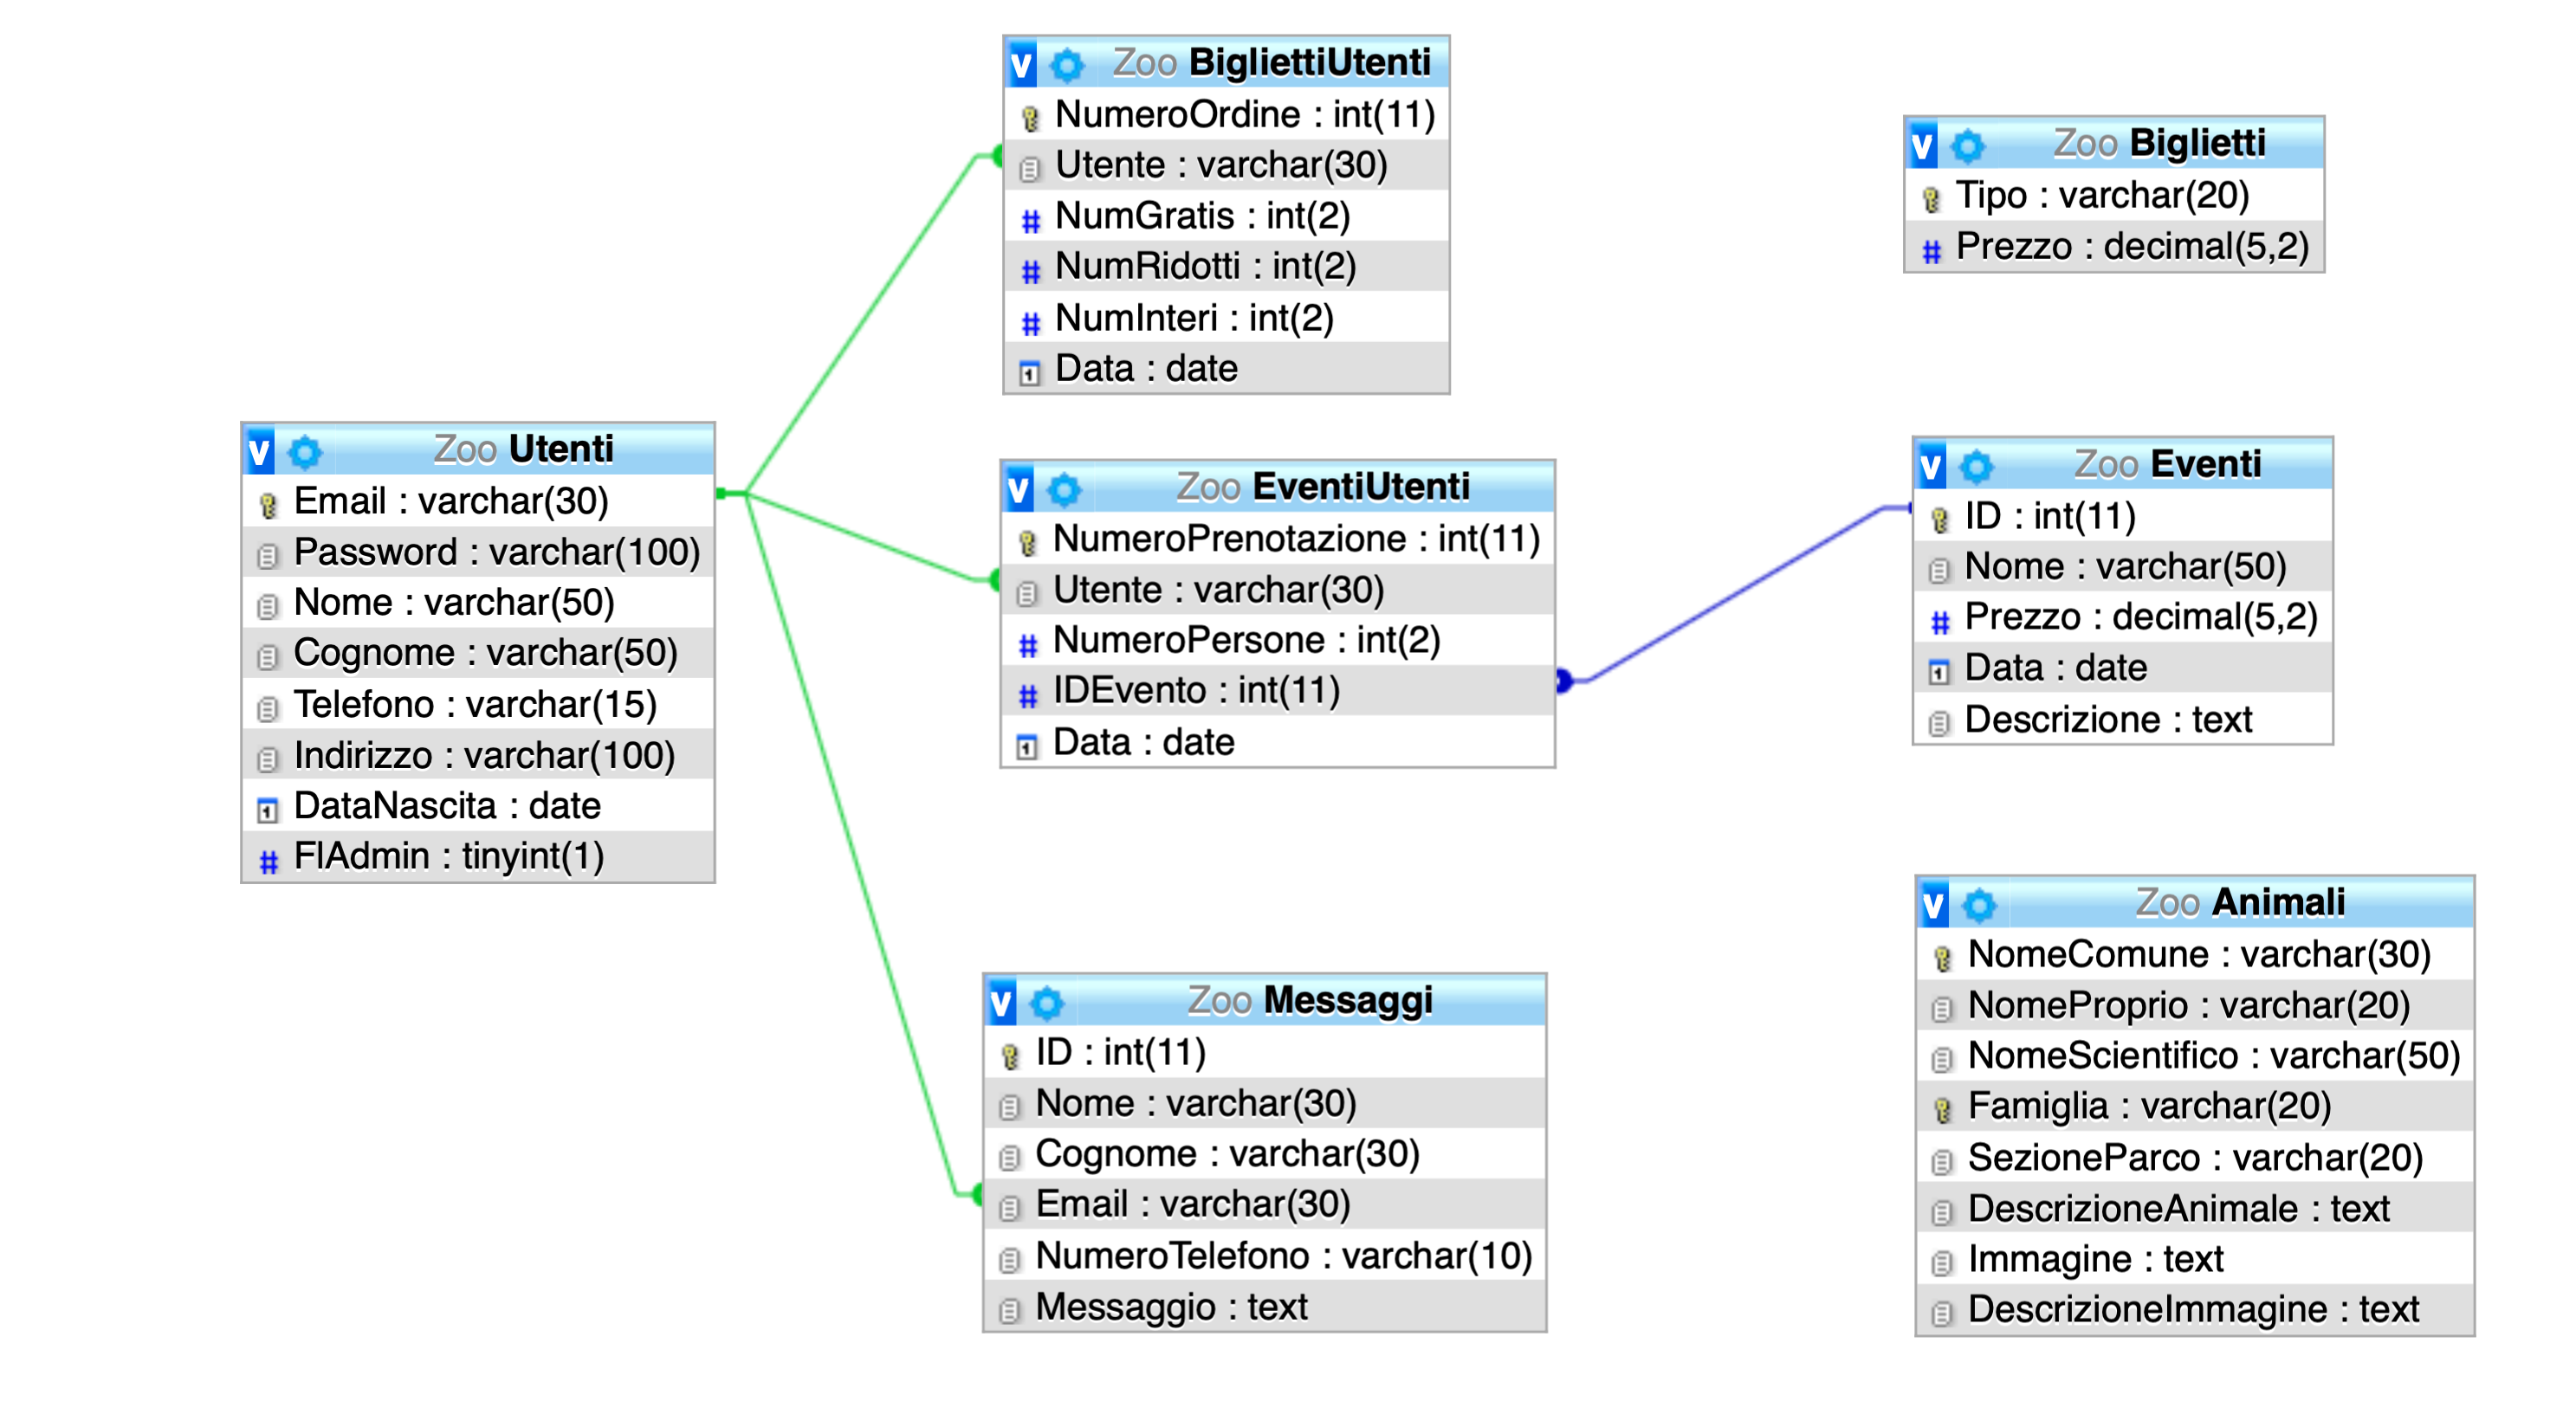 Zoo BigliettiUtenti
NumeroOrdine : int(11)
Utente : varchar(30)
NumGratis : int(2)
NumRidotti : int(2)
NumInteri : int(2)
Data : date
Zoo Biglietti
Tipo : varchar(20)
Prezzo : decimal(5,2)
Zoo Utenti
Email : varchar(30)
Password : varchar(100)
Nome : varchar(50)
Cognome : varchar(50)
Telefono : varchar(15)
Indirizzo : varchar(100)
DataNascita : date
FlAdmin : tinyint(1)
Zoo EventiUtenti
NumeroPrenotazione : int(11)
Utente : varchar(30)
NumeroPersone : int(2)
IDEvento : int(11)
Data : date
Zoo Eventi
ID : int(11)
Nome : varchar(50)
Prezzo : decimal(5,2)
Data : date
Descrizione : text
Zoo Messaggi
ID : int(11)
Nome : varchar(30)
Cognome : varchar(30)
Email : varchar(30)
NumeroTelefono : varchar(10)
Messaggio : text
Zoo Animali
NomeComune : varchar(30)
NomeProprio : varchar(20)
NomeScientifico : varchar(50)
Famiglia : varchar(20)
SezioneParco : varchar(20)
DescrizioneAnimale : text
Immagine : text
DescrizioneImmagine : text